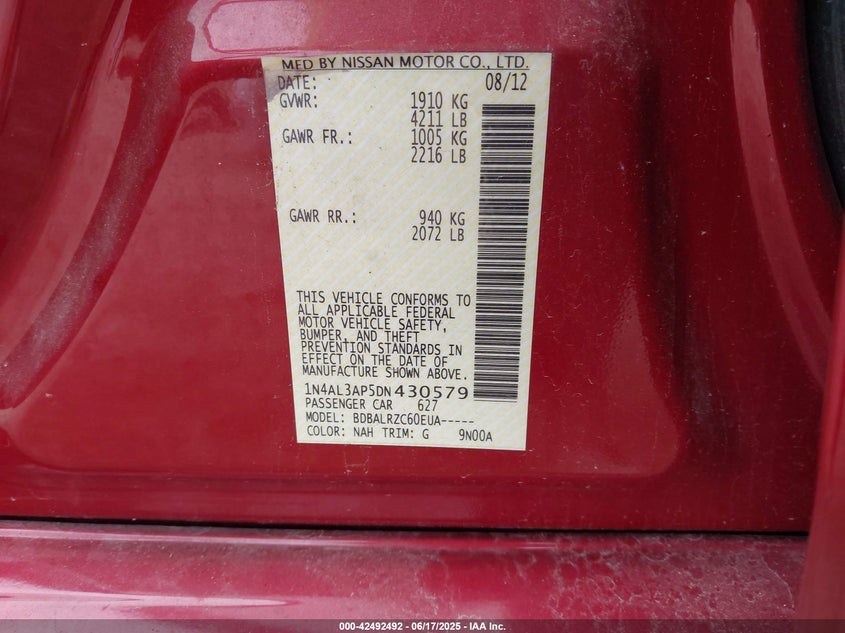 MFD BY NISSAN MOTOR CO., LTD.
DATE: 08/12
GVWR: 1910 KG
4211 LB
GAWR FR.: 1005 KG
2216 LB
GAWR RR.: 940 KG
2072 LB
THIS VEHICLE CONFORMS TO
ALL APPLICABLE FEDERAL
MOTOR VEHICLE SAFETY,
BUMPER, AND THEFT
PREVENTION STANDARDS IN
EFFECT ON THE DATE OF
MANUFACTURE SHOWN ABOVE.
1N4AL3AP5DN430579
PASSENGER CAR 627
MODEL: BDBALRZC60EUA-----
COLOR: NAH TRIM: G 9N00A
000-42492492 - 06/17/2025 - IAA Inc.